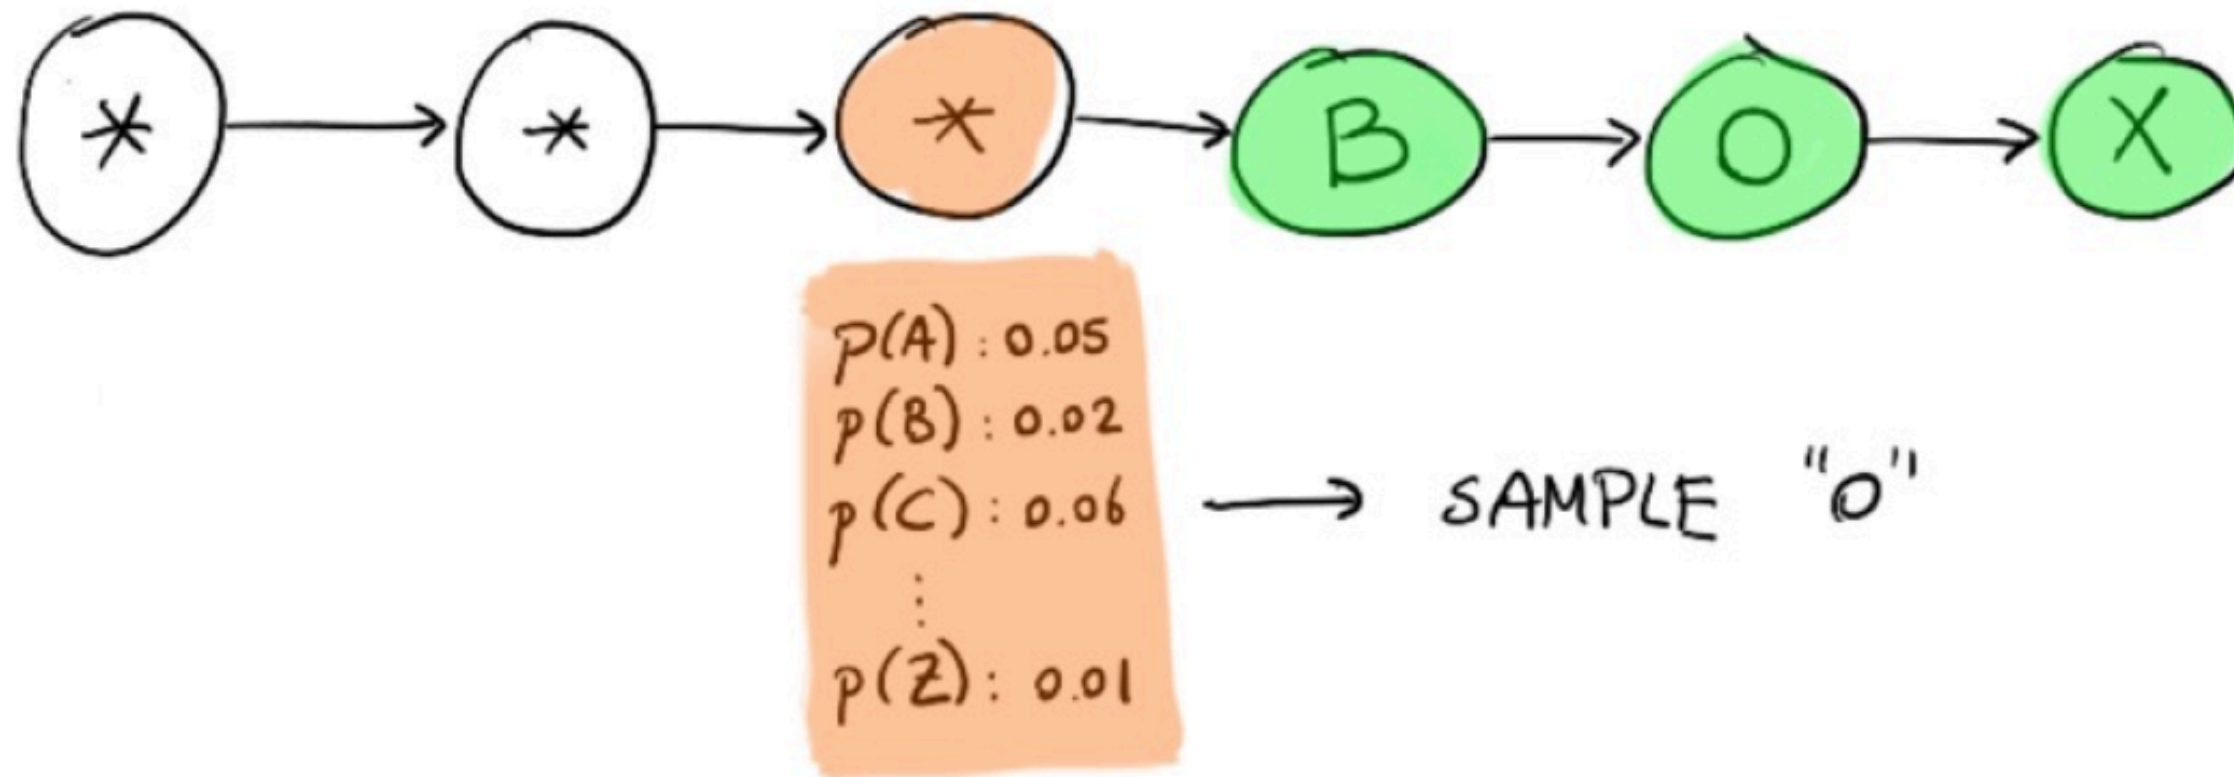 * → * → * → B → O → X
p(A) : 0.05
p(B) : 0.02
p(C) : 0.06 → SAMPLE "O"
⋮
p(Z) : 0.01